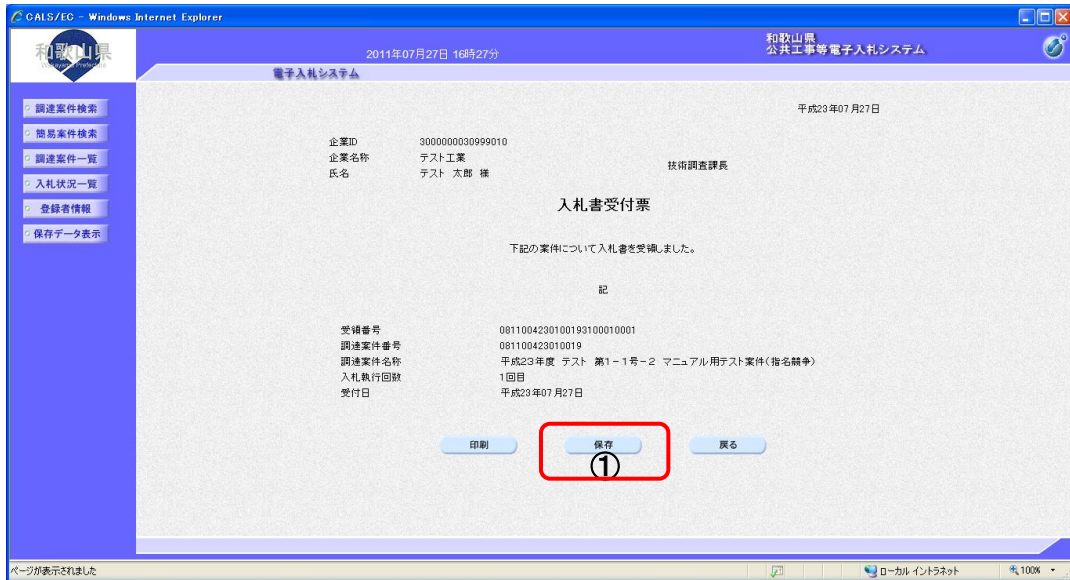 CALS/EC - Windows Internet Explorer
和歌山県
Wakayama Prefecture
2011年07月27日 16時27分
和歌山県
公共工事等電子入札システム
電子入札システム
調達案件検索
簡易案件検索
調達案件一覧
入札状況一覧
登録者情報
保存データ表示
平成23年07月27日
企業ID 3000000030999010
企業名称 テスト工業
氏名 テスト 太郎 様
技術調査課長
入札書受付票
下記の案件について入札書を受領しました。
記
受領番号 0811004230100193100010001
調達案件番号 081100423010019
調達案件名称 平成23年度 テスト 第1-1号-2 マニュアル用テスト案件(指名競争)
入札執行回数 1回目
受付日 平成23年07月27日
印刷 保存 戻る
①
ページが表示されました ローカル イントラネット 100%